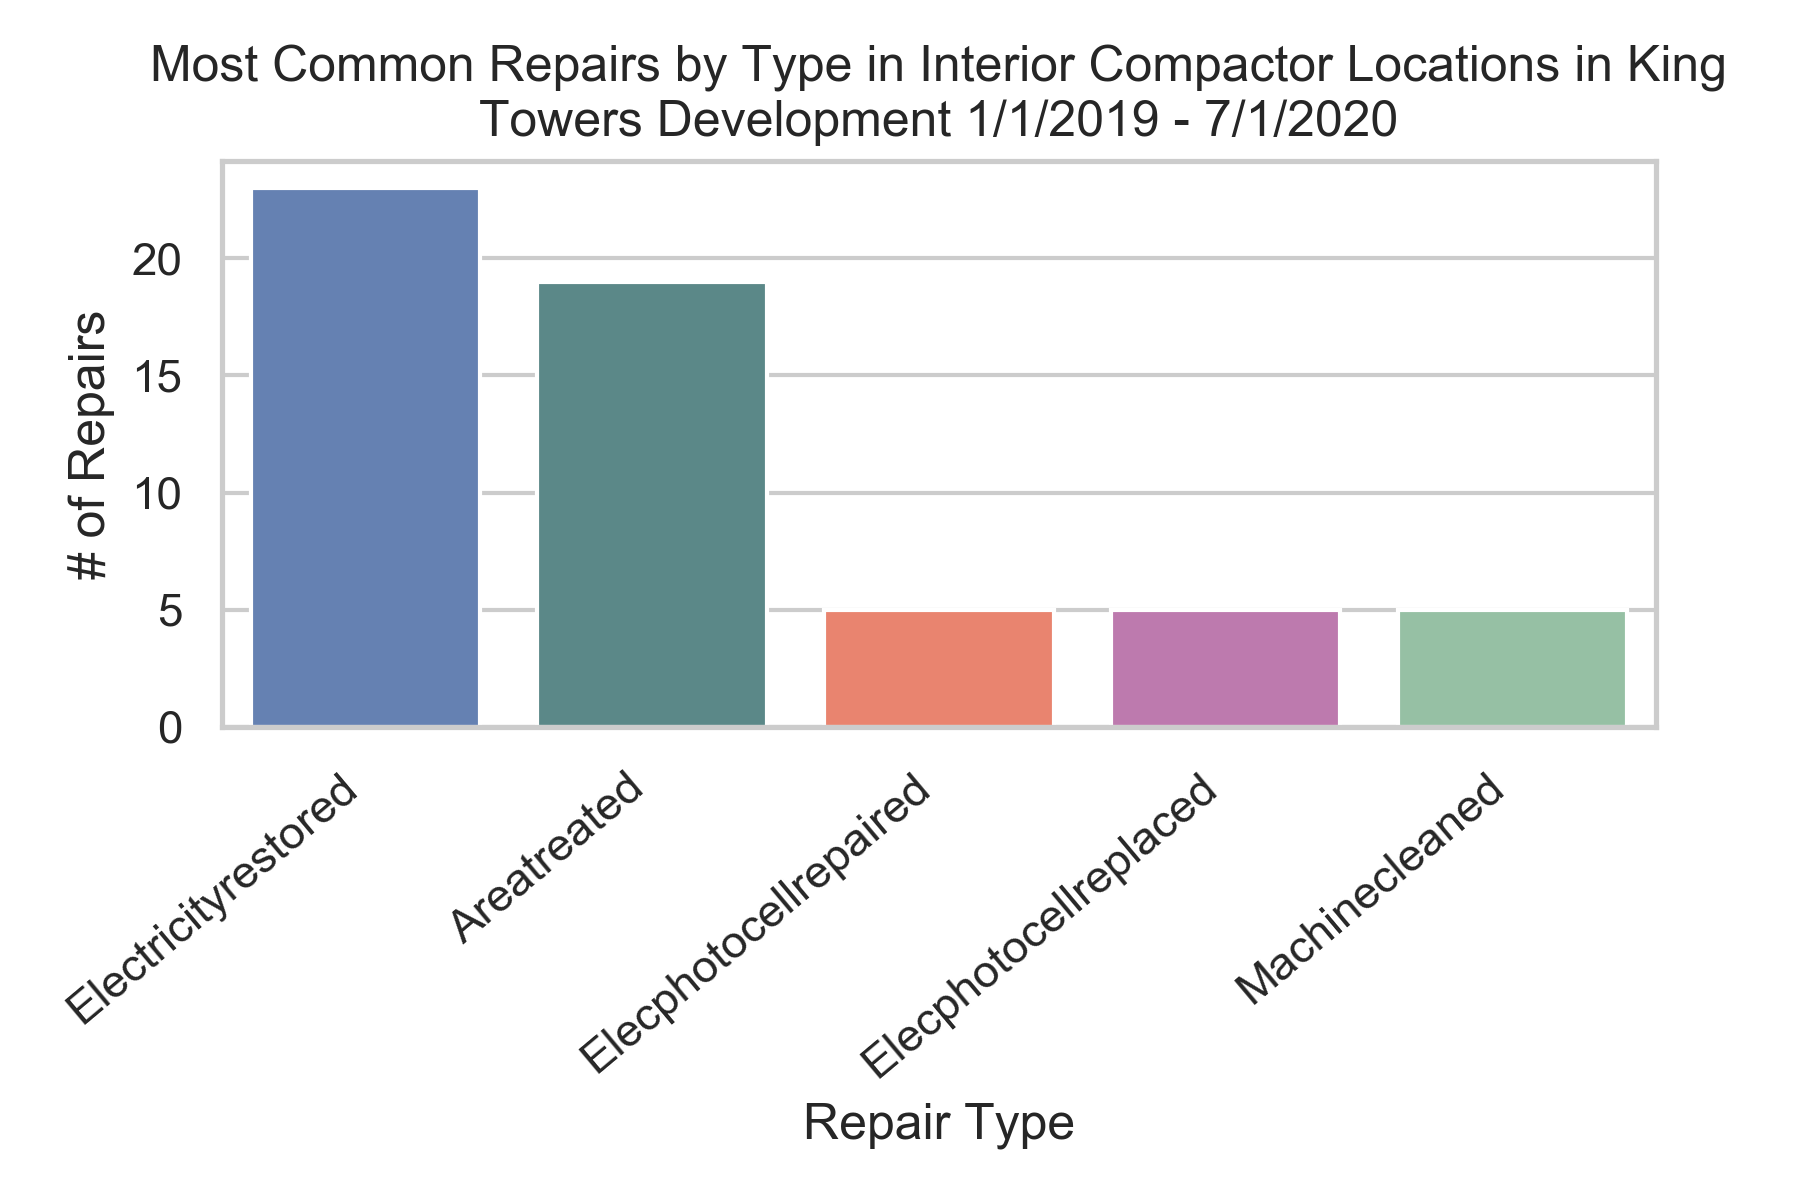 Most Common Repairs by Type in Interior Compactor Locations in King
Towers Development 1/1/2019 - 7/1/2020
# of Repairs
20
15
10
5
0
Electricityrestored
Areatreated
Elecphotocellrepaired
Elecphotocellreplaced
Machinecleaned
Repair Type